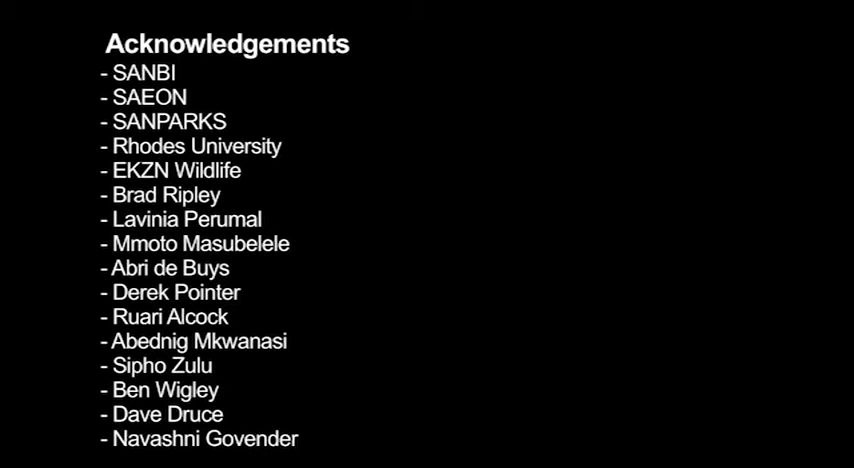 Acknowledgements
- SANBI
- SAEON
- SANPARKS
- Rhodes University
- EKZN Wildlife
- Brad Ripley
- Lavinia Perumal
- Mmoto Masubelele
- Abri de Buys
- Derek Pointer
- Ruari Alcock
- Abednig Mkwanasi
- Sipho Zulu
- Ben Wigley
- Dave Druce
- Navashni Govender